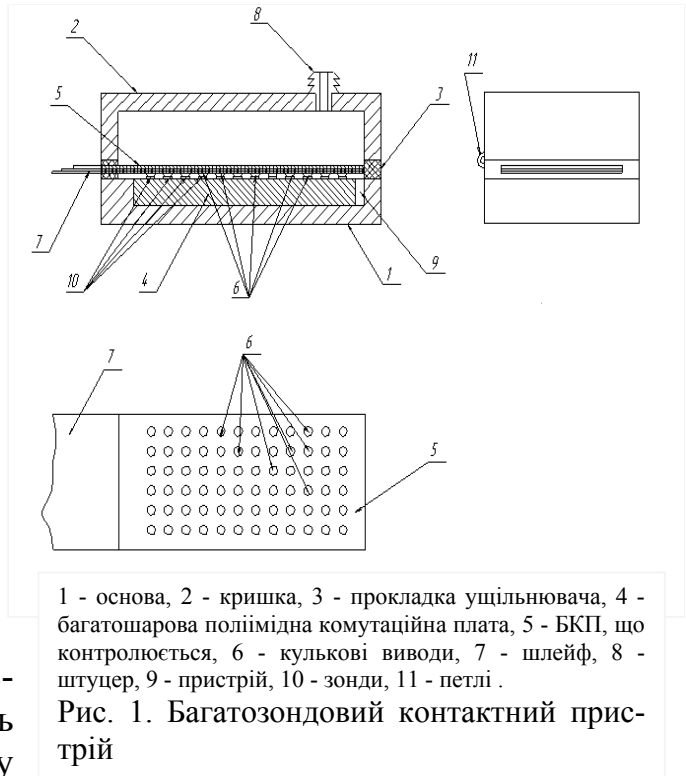 8
2
5
11
3
7
10
4
6
1
9
7
6
5
1 - основа, 2 - кришка, 3 - прокладка ущільнювача, 4 -
багатошарова поліімідна комутаційна плата, 5 - БКП, що
контролюється, 6 - кулькові виводи, 7 - шлейф, 8 -
штуцер, 9 - пристрій, 10 - зонди, 11 - петлі .
Рис. 1. Багатозондовий контактний прис-
трій
-
ь
у